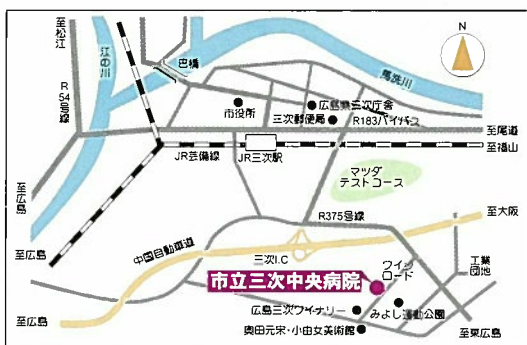 N
至松江
江の川
巴橋
馬洗川
R54号線
市役所
広島県三次庁舎
三次郵便局
R183バイパス
至尾道
JR芸備線
JR三次駅
至福山
マツダ
テストコース
至広島
R375号線
至大阪
至広島
中国自動車道
三次I.C
ワイン
ロード
工業
団地
市立三次中央病院
広島三次ワイナリー
みよし運動公園
至広島
奥田元宋・小由女美術館
至東広島